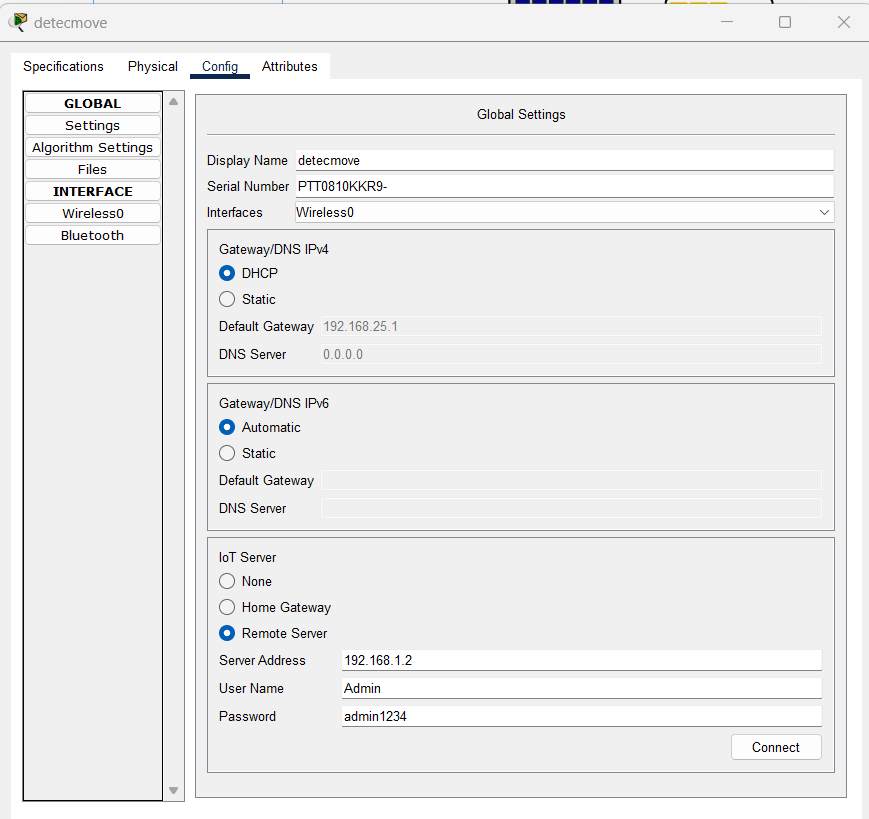 detecmove
Specifications Physical Config Attributes
GLOBAL
Settings
Algorithm Settings
Files
INTERFACE
Wireless0
Bluetooth
Global Settings
Display Name detecmove
Serial Number PTT0810KKR9-
Interfaces Wireless0
Gateway/DNS IPv4
DHCP
Static
Default Gateway 192.168.25.1
DNS Server 0.0.0.0
Gateway/DNS IPv6
Automatic
Static
Default Gateway
DNS Server
IoT Server
None
Home Gateway
Remote Server
Server Address 192.168.1.2
User Name Admin
Password admin1234
Connect